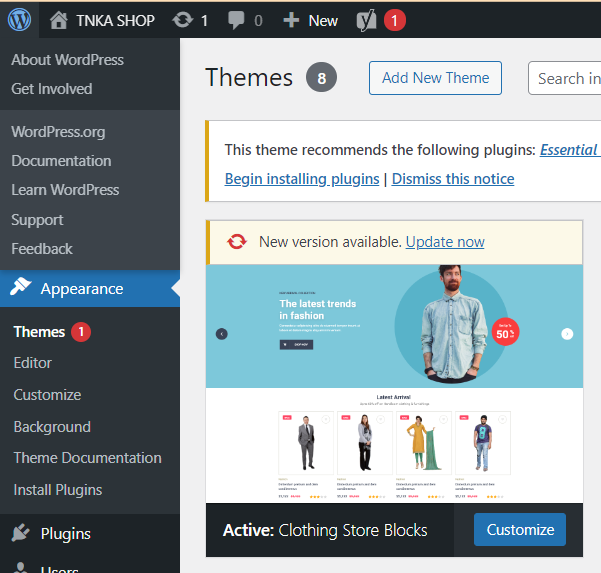 TNKA SHOP 1 0 New 1
About WordPress
Get Involved
WordPress.org
Documentation
Learn WordPress
Support
Feedback
Appearance
Themes 1
Editor
Customize
Background
Theme Documentation
Install Plugins
Plugins
Users
Themes 8 Add New Theme Search in
This theme recommends the following plugins: Essential
Begin installing plugins | Dismiss this notice
New version available. Update now
The latest trends
in fashion
SHOP NOW
50%
Latest Arrival
Active: Clothing Store Blocks Customize